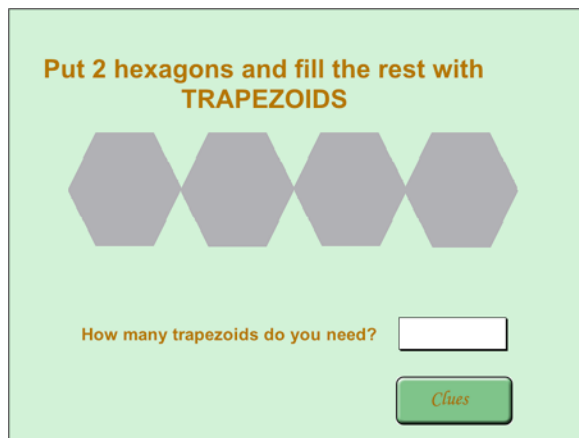 Put 2 hexagons and fill the rest with
TRAPEZOIDS
How many trapezoids do you need?
Clues